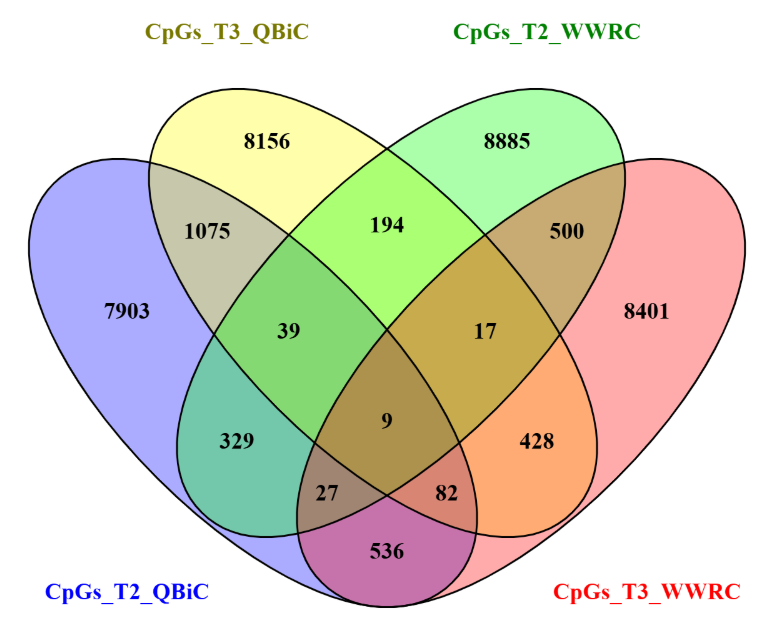 CpGs_T3_QBiC CpGs_T2_WWRC
8156 8885
1075 194 500
7903 8401
39 17
9
329 428
27 82
536
CpGs_T2_QBiC CpGs_T3_WWRC